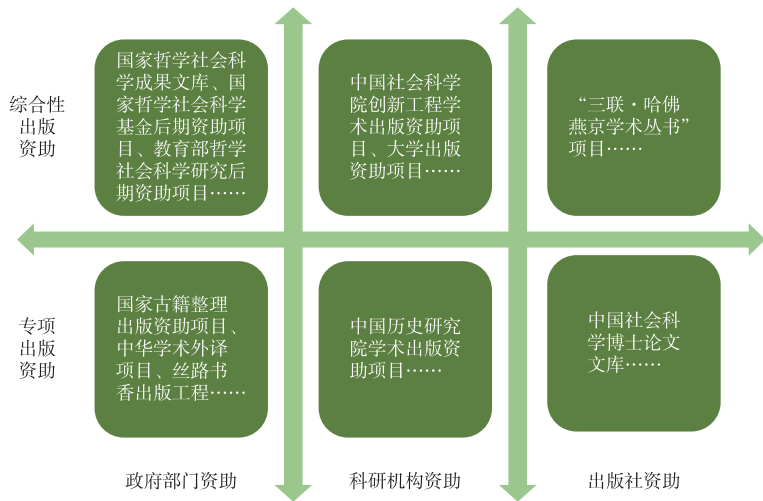 综合性
出版
资助
国家哲学社会科
学成果文库、国
家哲学社会科学
基金后期资助项
目、教育部哲学
社会科学研究后
期资助项目……
中国社会科学
院创新工程学
术出版资助项
目、大学出版
资助项目……
“三联·哈佛
燕京学术丛书”
项目……
专项
出版
资助
国家古籍整理
出版资助项目、
中华学术外译
项目、丝路书
香出版工程……
中国历史研究
院学术出版资
助项目……
中国社会科
学博士论文
文库……
政府部门资助
科研机构资助
出版社资助